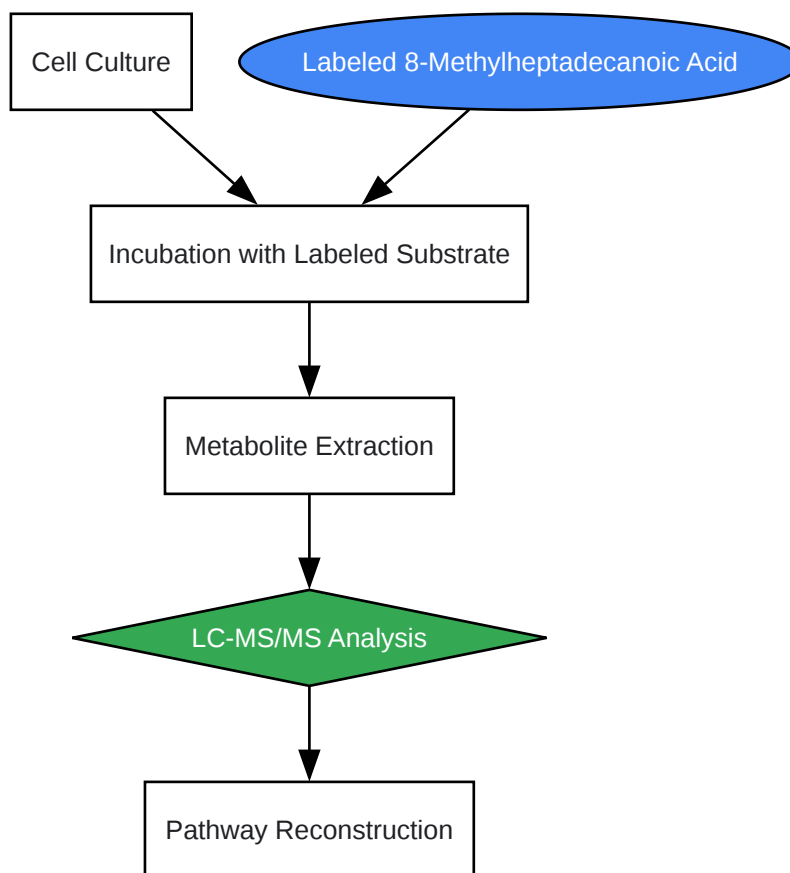 Cell Culture
Labeled 8-Methylheptadecanoic Acid
Incubation with Labeled Substrate
Metabolite Extraction
LC-MS/MS Analysis
Pathway Reconstruction